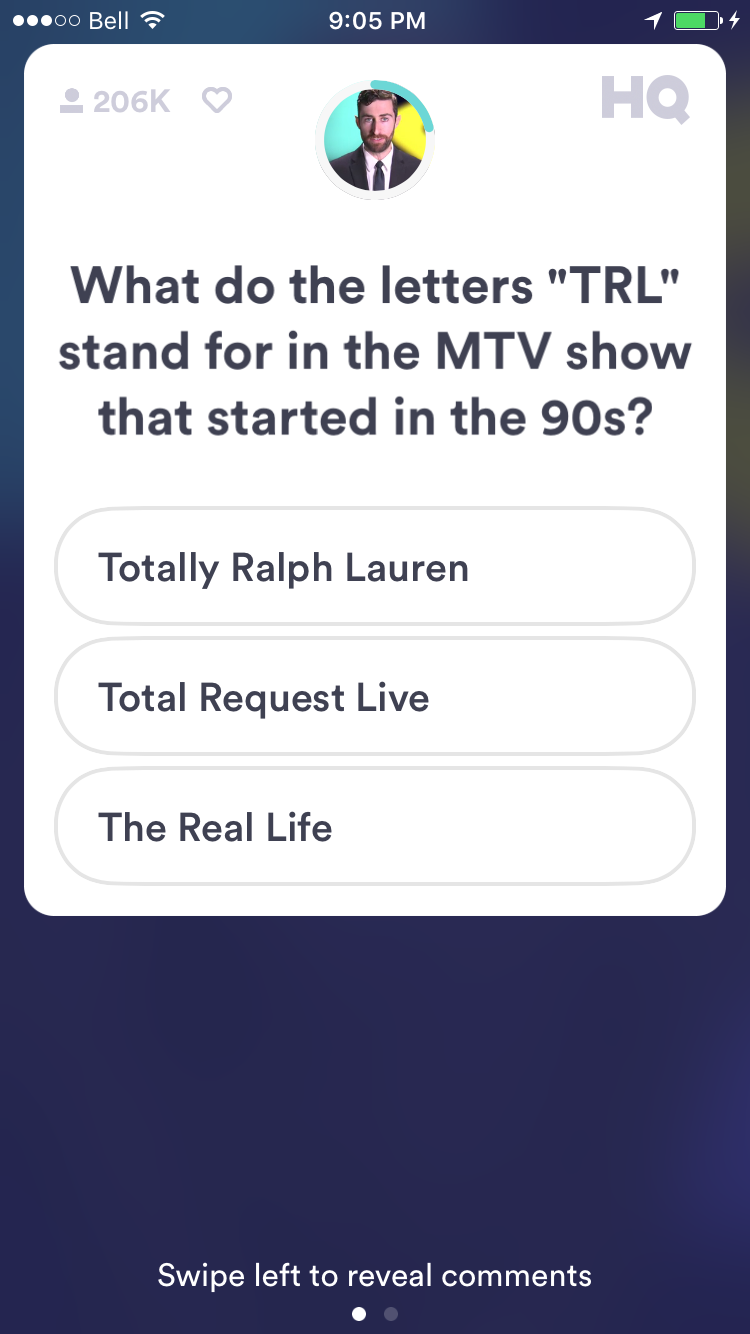 Bell 9:05 PM
206K HQ
What do the letters "TRL"
stand for in the MTV show
that started in the 90s?
Totally Ralph Lauren
Total Request Live
The Real Life
Swipe left to reveal comments